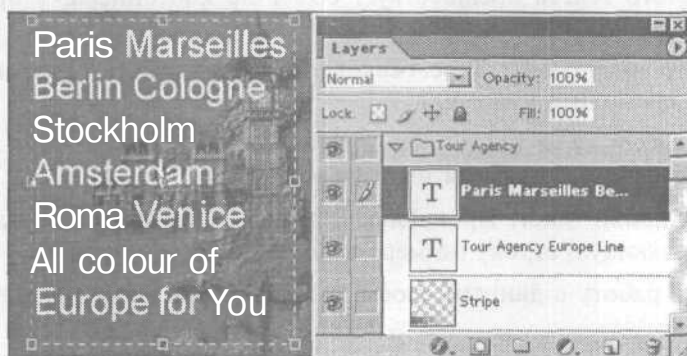 Paris Marseilles
Berlin Cologne
Stockholm
Amsterdam
Roma Venice
All colour of
Europe for You
Layers
Normal Opacity: 100%
Lock: Fill: 100%
Tour Agency
T Paris Marseilles Be...
T Tour Agency Europe Line
Stripe